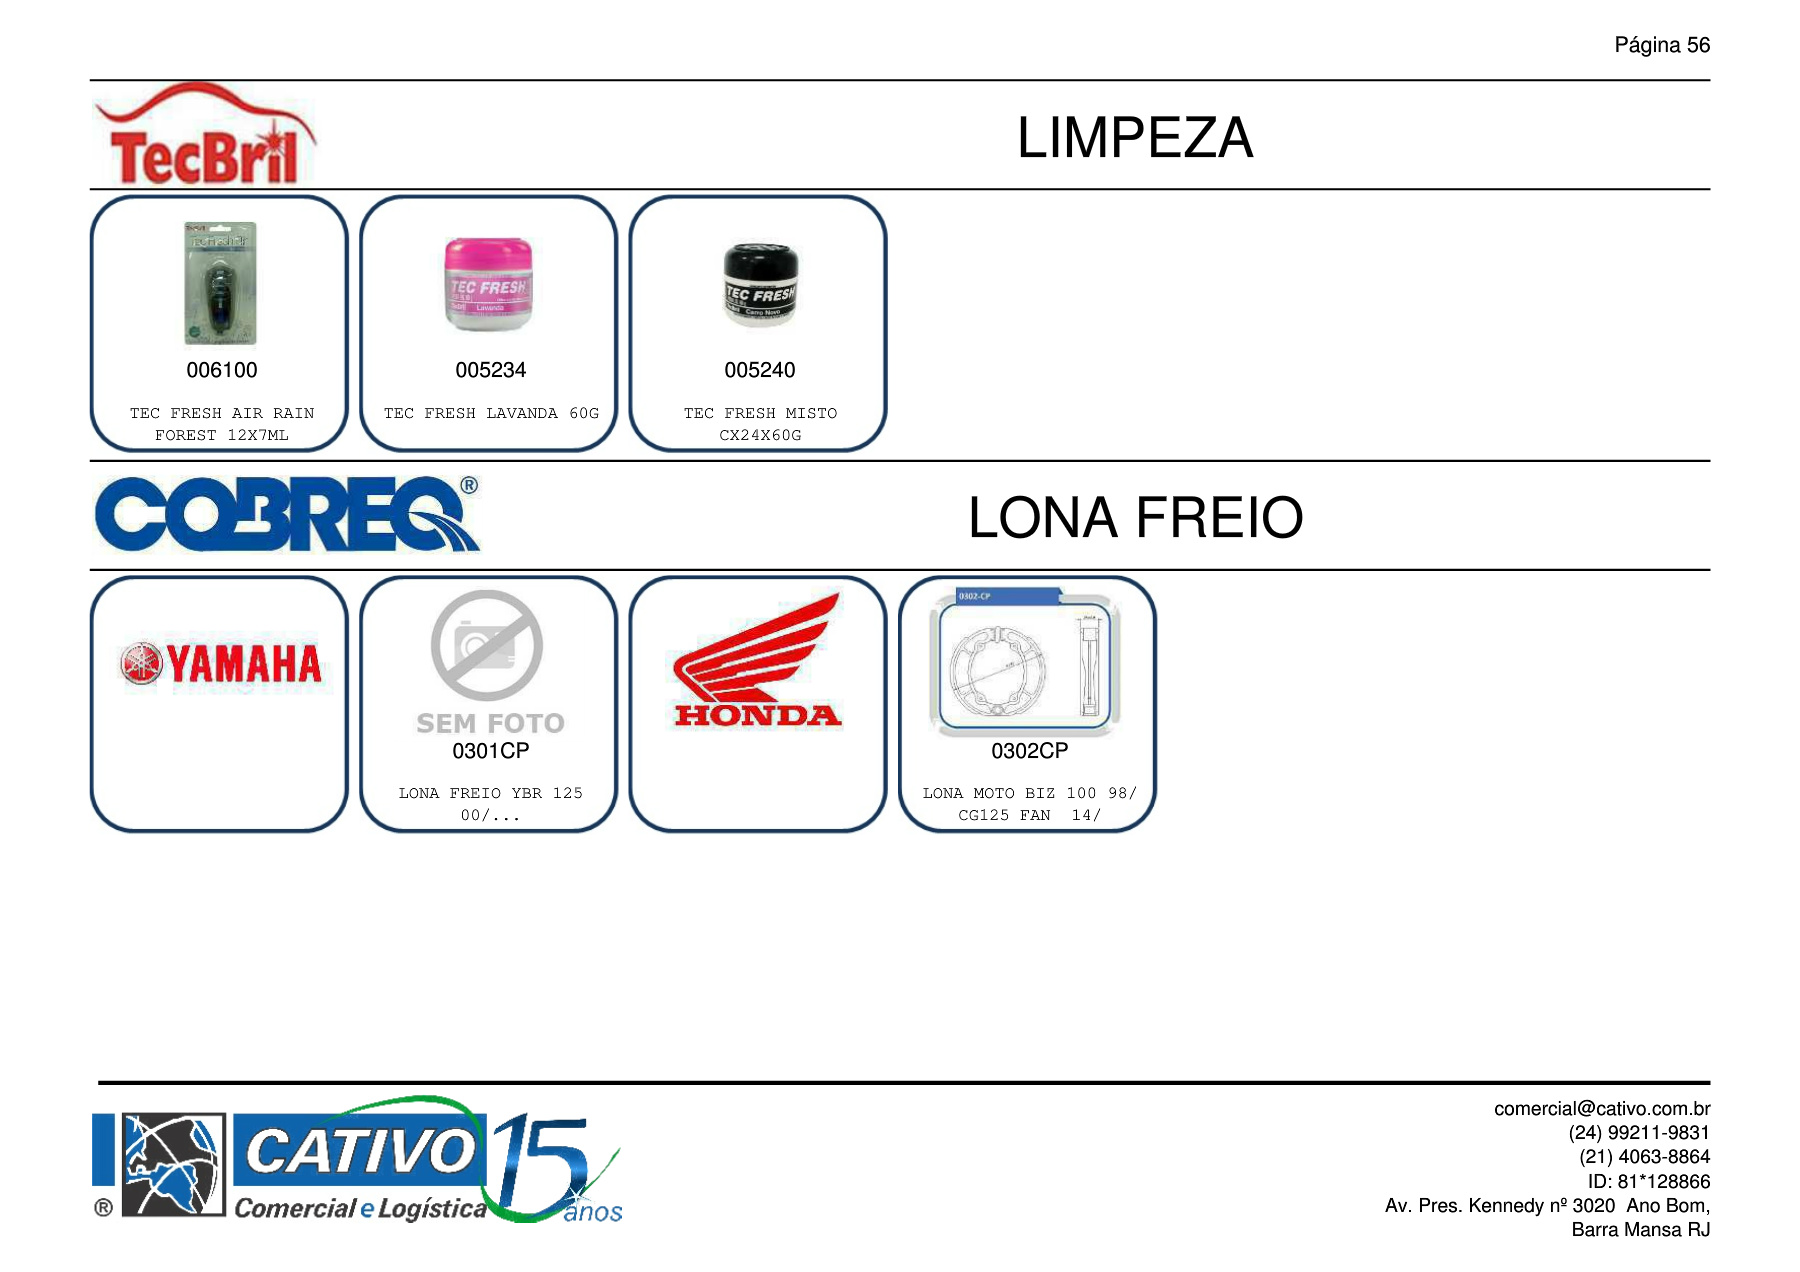 Página 56
TecBril
LIMPEZA
TEC FRESH
Lavanda
TEC FRESH
Carro Novo
006100
005234
005240
TEC FRESH AIR RAIN
FOREST 12X7ML
TEC FRESH LAVANDA 60G
TEC FRESH MISTO
CX24X60G
COBREQ®
LONA FREIO
YAMAHA
SEM FOTO
HONDA
0302-CP
0301CP
0302CP
LONA FREIO YBR 125
00/...
LONA MOTO BIZ 100 98/
CG125 FAN 14/
CATIVO
® Comercial e Logística
15
anos
comercial@cativo.com.br
(24) 99211-9831
(21) 4063-8864
ID: 81*128866
Av. Pres. Kennedy nº 3020 Ano Bom,
Barra Mansa RJ